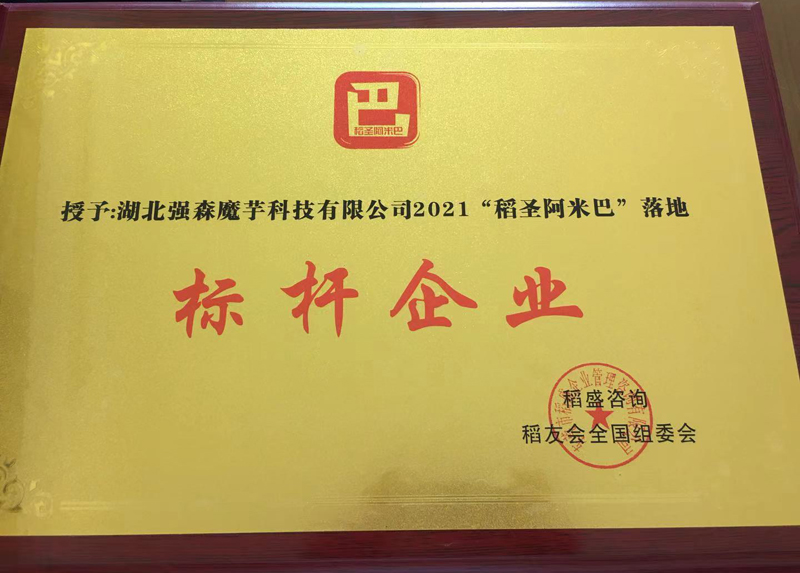 巴
稻圣阿米巴
授予:湖北强森魔芋科技有限公司2021“稻圣阿米巴”落地
标杆企业
稻盛咨询
稻友会全国组委会